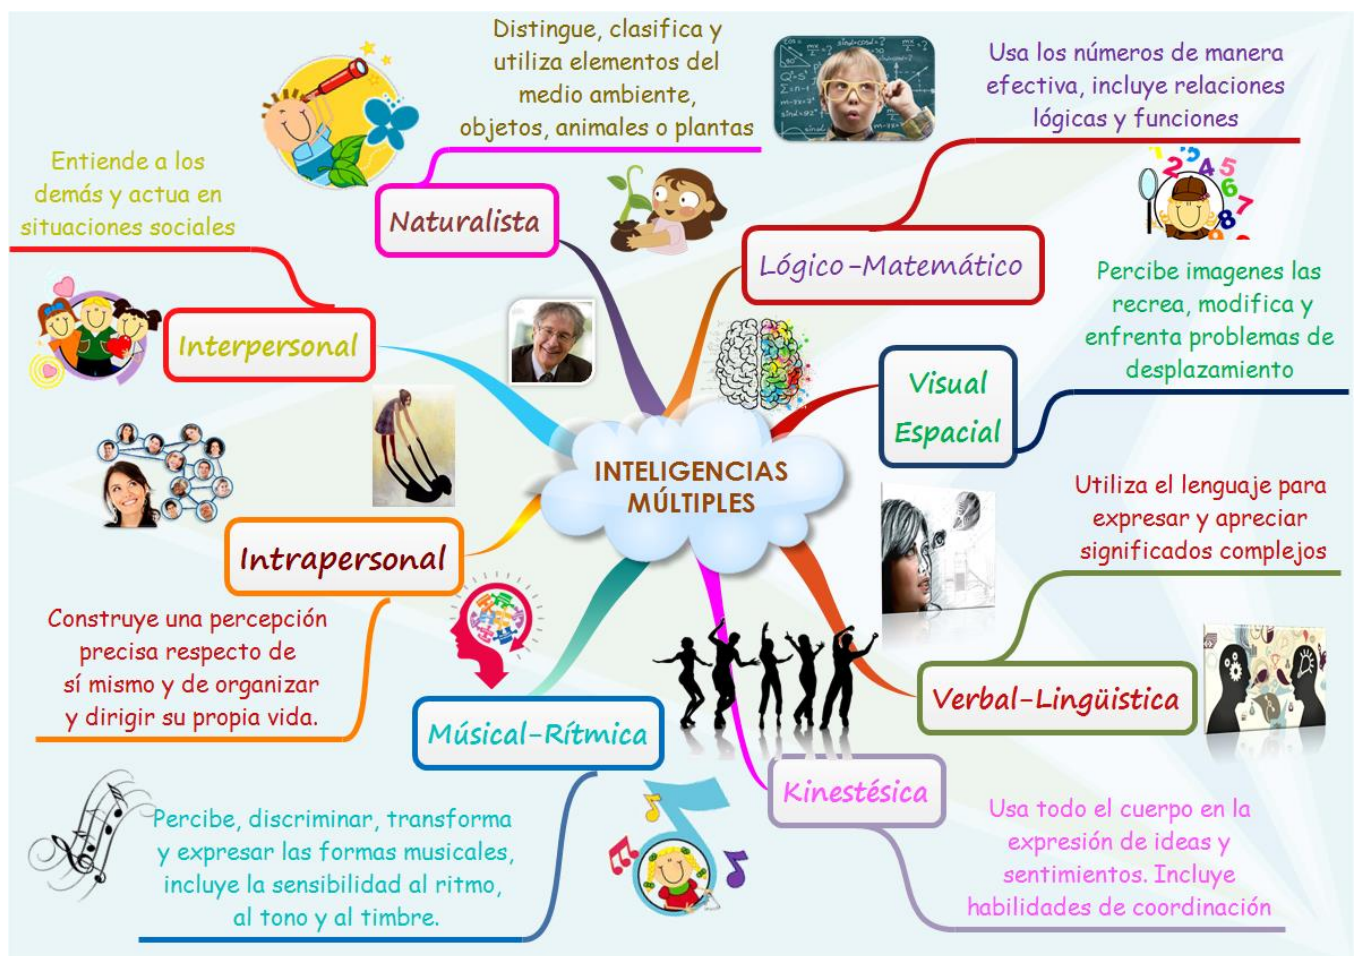 INTELIGENCIAS
MÚLTIPLES
Naturalista
Distingue, clasifica y
utiliza elementos del
medio ambiente,
objetos, animales o plantas
Lógico-Matemático
Usa los números de manera
efectiva, incluye relaciones
lógicas y funciones
Visual
Espacial
Percibe imagenes las
recrea, modifica y
enfrenta problemas de
desplazamiento
Verbal-Lingüistica
Utiliza el lenguaje para
expresar y apreciar
significados complejos
Kinestésica
Usa todo el cuerpo en la
expresión de ideas y
sentimientos. Incluye
habilidades de coordinación
Músical-Rítmica
Percibe, discriminar, transforma
y expresar las formas musicales,
incluye la sensibilidad al ritmo,
al tono y al timbre.
Intrapersonal
Construye una percepción
precisa respecto de
sí mismo y de organizar
y dirigir su propia vida.
Interpersonal
Entiende a los
demás y actua en
situaciones sociales